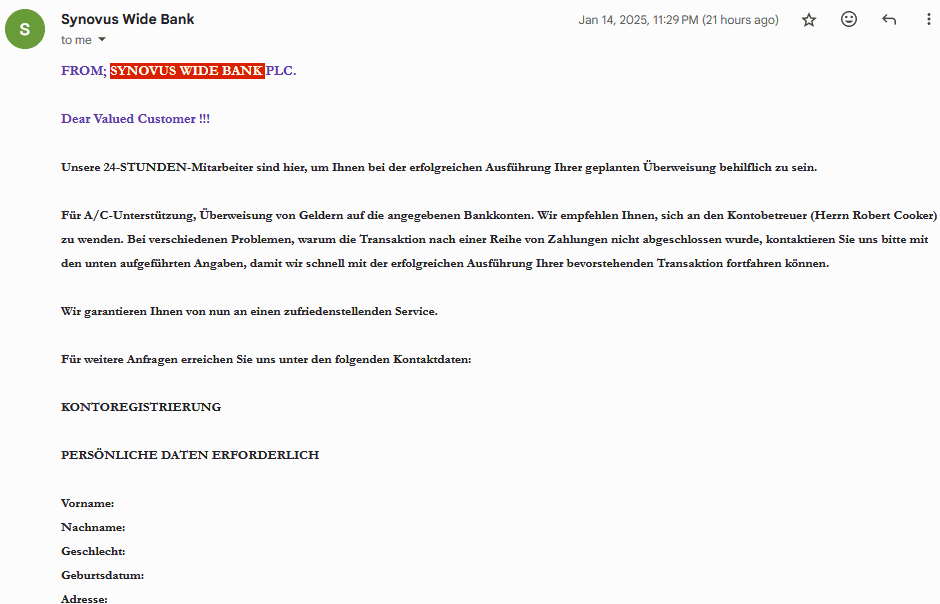 S
Synovus Wide Bank
Jan 14, 2025, 11:29 PM (21 hours ago)
to me
FROM; SYNOVUS WIDE BANK PLC.
Dear Valued Customer !!!
Unsere 24-STUNDEN-Mitarbeiter sind hier, um Ihnen bei der erfolgreichen Ausführung Ihrer geplanten Überweisung behilflich zu sein.
Für A/C-Unterstützung, Überweisung von Geldern auf die angegebenen Bankkonten. Wir empfehlen Ihnen, sich an den Kontobetreuer (Herrn Robert Cooker)
zu wenden. Bei verschiedenen Problemen, warum die Transaktion nach einer Reihe von Zahlungen nicht abgeschlossen wurde, kontaktieren Sie uns bitte mit
den unten aufgeführten Angaben, damit wir schnell mit der erfolgreichen Ausführung Ihrer bevorstehenden Transaktion fortfahren können.
Wir garantieren Ihnen von nun an einen zufriedenstellenden Service.
Für weitere Anfragen erreichen Sie uns unter den folgenden Kontaktdaten:
KONTOREGISTRIERUNG
PERSÖNLICHE DATEN ERFORDERLICH
Vorname:
Nachname:
Geschlecht:
Geburtsdatum:
Adresse: